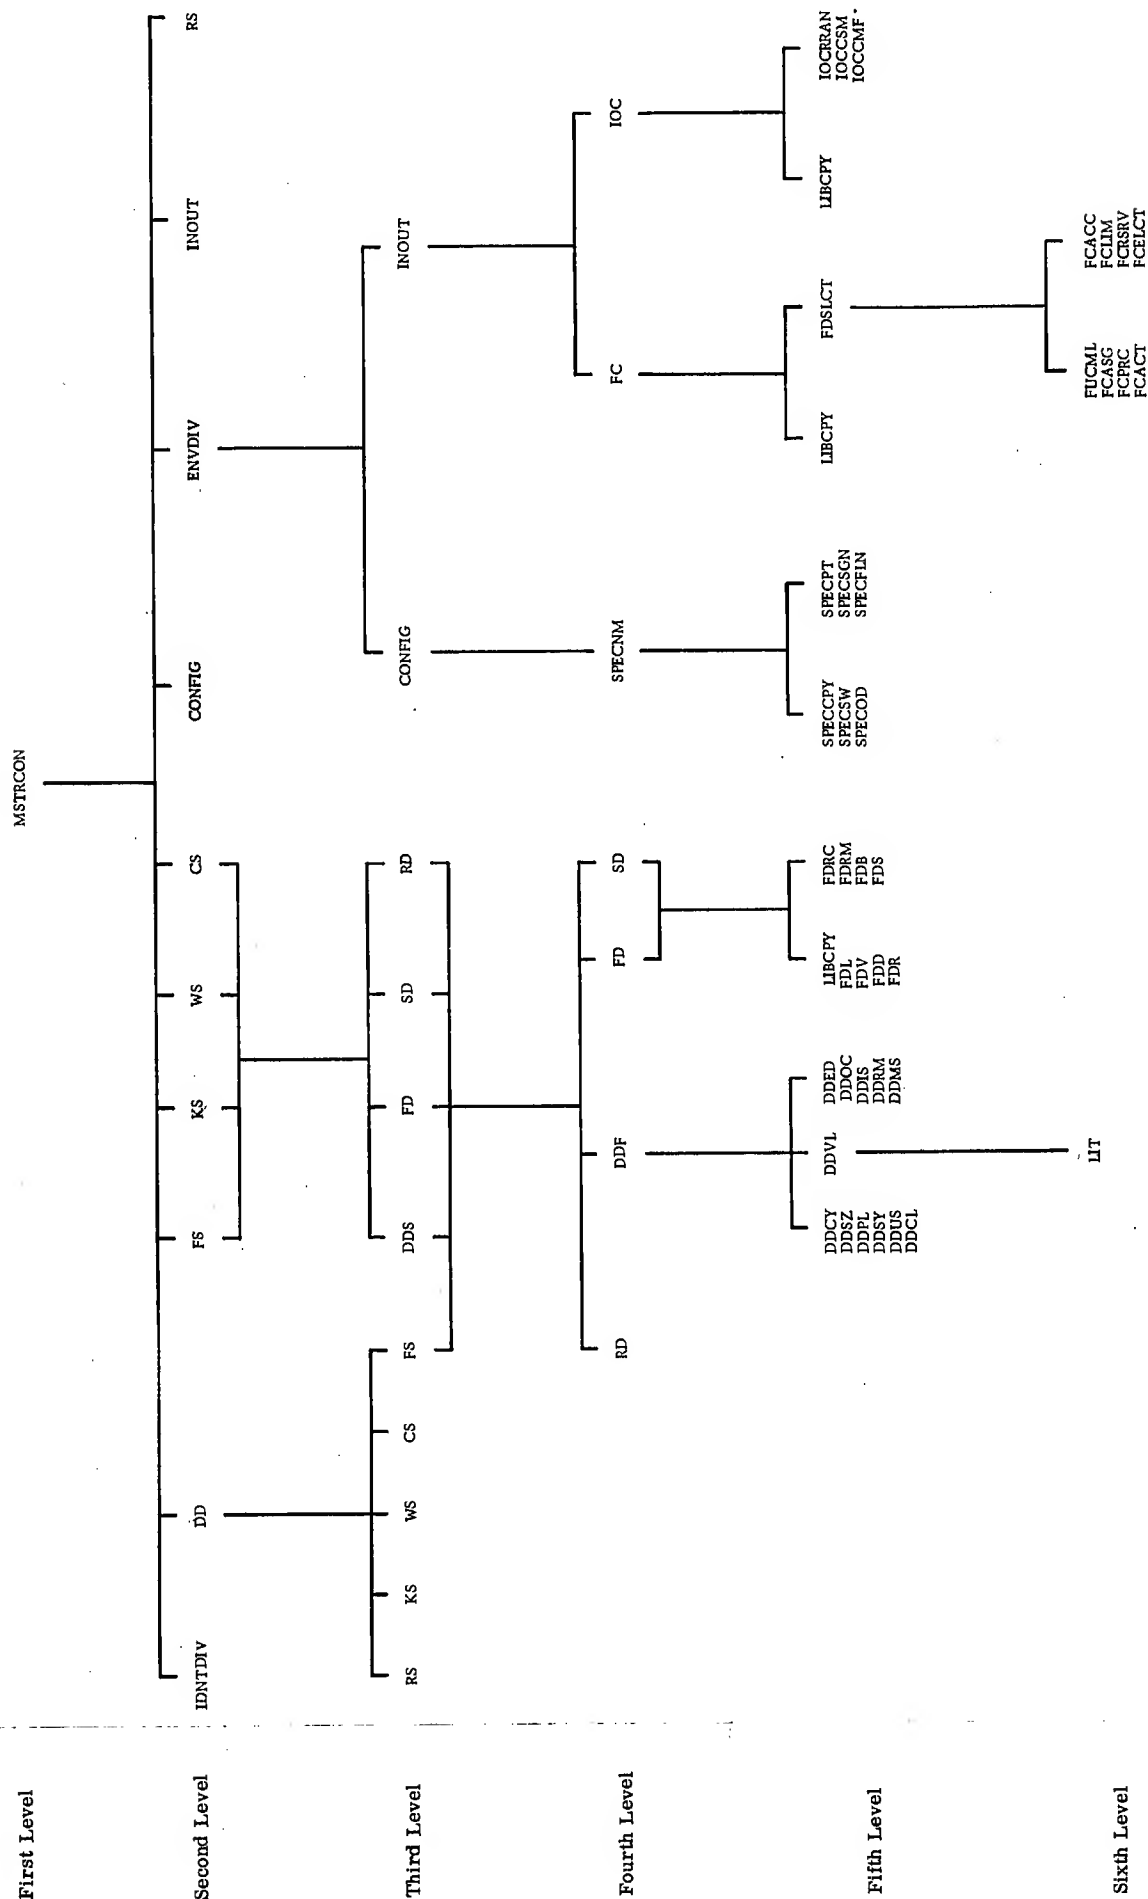 First Level
MSTRCON
Second Level
IDNTDIV
DD
FS
KS
WS
CS
CONFIG
ENVDIV
INOUT
RS
Third Level
RS
KS
WS
CS
FS
DDS
FD
SD
RD
CONFIG
INOUT
Fourth Level
RD
DDF
FD
SD
SPECNM
FC
IOC
Fifth Level
DDCY
DDSZ
DDPL
DDSY
DDUS
DDCL
DDVL
DDED
DDOC
DDIS
DDRM
DDMS
LIBCPY
FDL
FDV
FDD
FDR
FDRC
FDRM
FDB
FDS
SPECCPY
SPECSW
SPECOD
SPECPT
SPECSGN
SPECFLN
LIBCPY
FDSLCT
LIBCPY
IOCRRAN
IOCCSM
IOCCMF
Sixth Level
LIT
FUCML
FCASG
FCPRC
FCACT
FCACC
FCLIM
FCRSRV
FCELCT